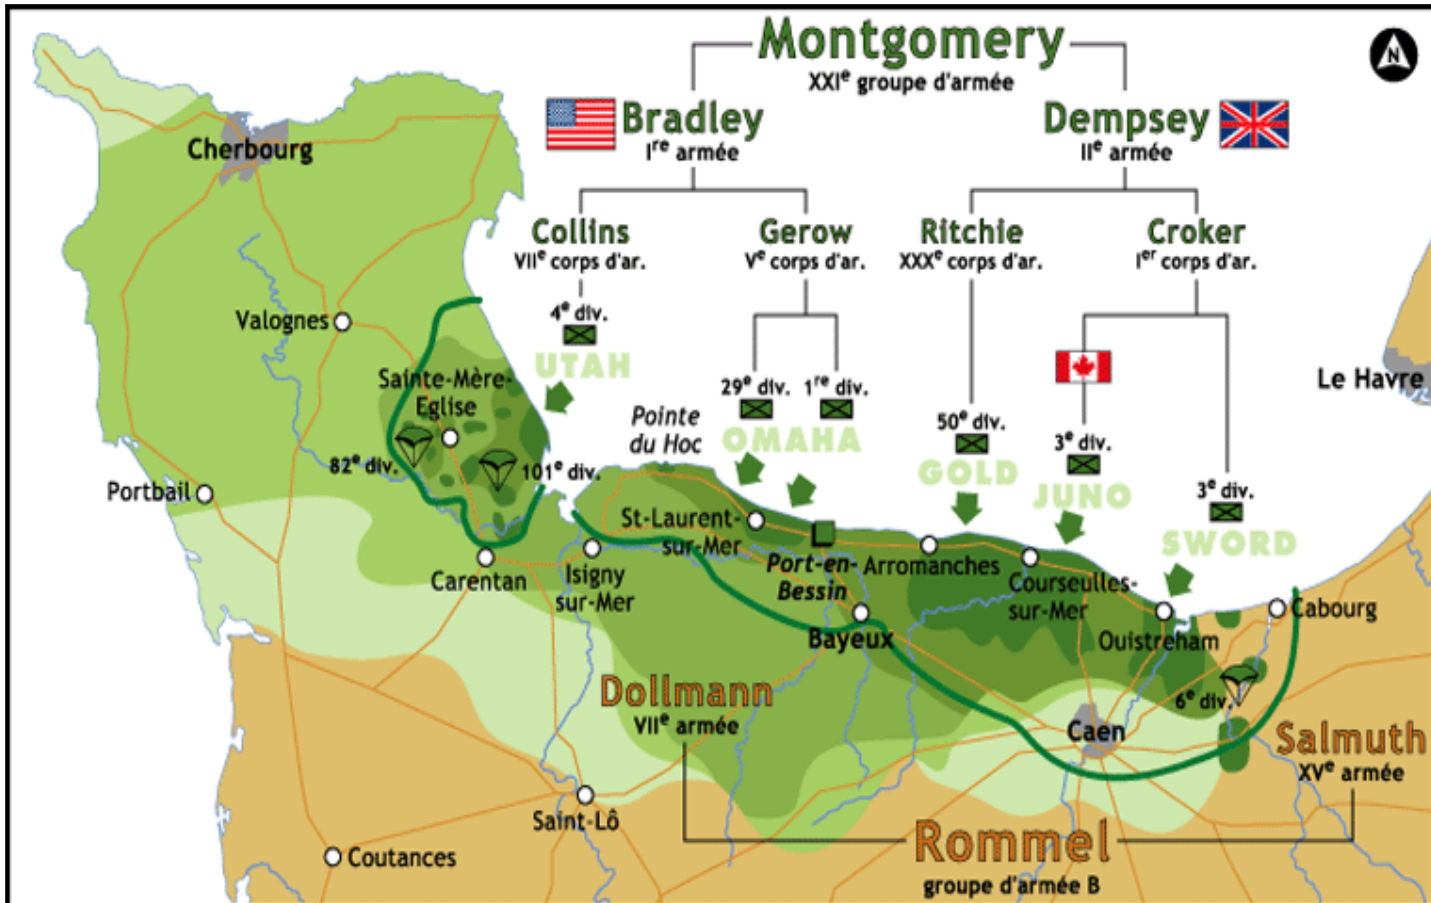 Montgomery
XXIe groupe d'armée
N
Bradley
Ire armée
Dempsey
IIe armée
Cherbourg
Collins
VIIe corps d'ar.
Gerow
Ve corps d'ar.
Ritchie
XXXe corps d'ar.
Croker
Ier corps d'ar.
4e div.
UTAH
Valognes
Sainte-Mère-
Eglise
29e div.
1re div.
OMAHA
Pointe
du Hoc
50e div.
GOLD
3e div.
JUNO
3e div.
SWORD
Le Havre
82e div.
101e div.
Portbail
St-Laurent-
sur-Mer
Carentan
Isigny
sur-Mer
Port-en-
Bessin
Arromanches
Courseulles-
sur-Mer
Bayeux
Ouistreham
Cabourg
6e div.
Caen
Dollmann
VIIe armée
Salmuth
XVe armée
Saint-Lô
Coutances
Rommel
groupe d'armée B